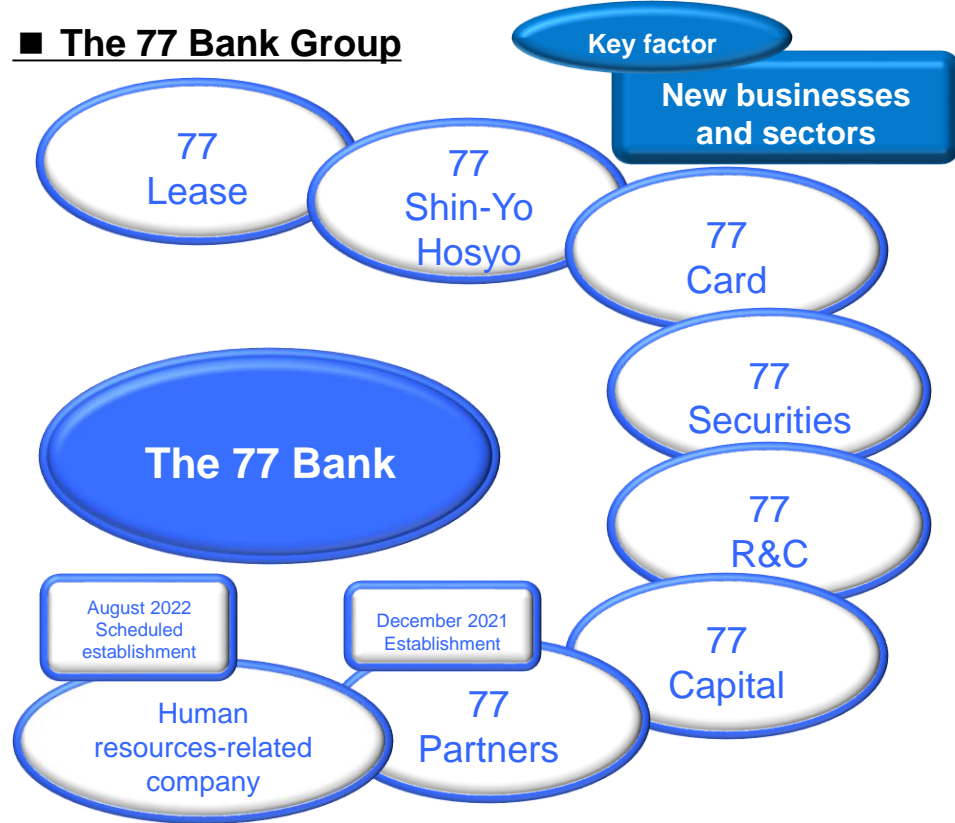 ■ The 77 Bank Group
Key factor
New businesses
and sectors
77
Lease
77
Shin-Yo
Hosyo
77
Card
77
Securities
The 77 Bank
77
R&C
77
Capital
December 2021
Establishment
77
Partners
August 2022
Scheduled
establishment
Human
resources-related
company